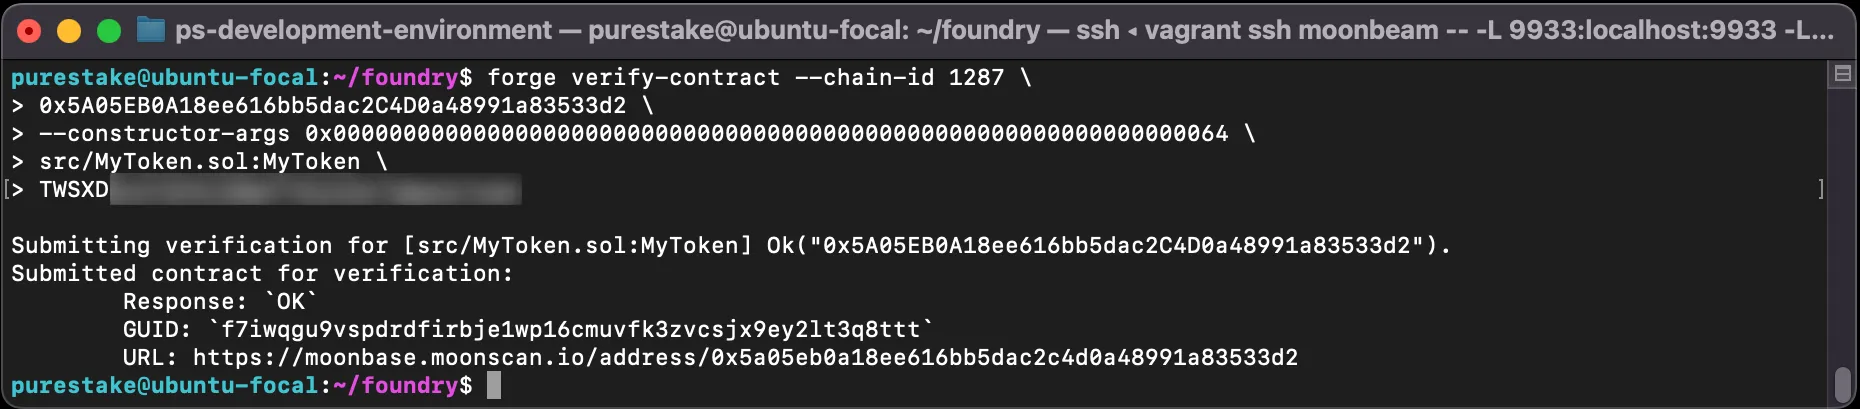 ps-development-environment — purestake@ubuntu-focal: ~/foundry — ssh ◂ vagrant ssh moonbeam -- -L 9933:localhost:9933 -L...
purestake@ubuntu-focal:~/foundry$ forge verify-contract --chain-id 1287 \
> 0x5A05EB0A18ee616bb5dac2C4D0a48991a83533d2 \
> --constructor-args 0x0000000000000000000000000000000000000000000000000000000000000064 \
> src/MyToken.sol:MyToken \
[> TWSXD ]
Submitting verification for [src/MyToken.sol:MyToken] Ok("0x5A05EB0A18ee616bb5dac2C4D0a48991a83533d2").
Submitted contract for verification:
Response: `OK`
GUID: `f7iwqgu9vspdrdfirbje1wp16cmuvfk3zvcsjx9ey2lt3q8ttt`
URL: https://moonbase.moonscan.io/address/0x5a05eb0a18ee616bb5dac2c4d0a48991a83533d2
purestake@ubuntu-focal:~/foundry$